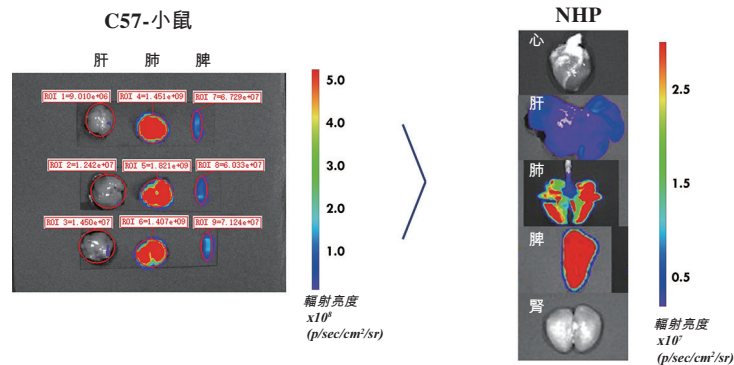 C57-小鼠
肝 肺 脾
ROI 1=9.010e+06 ROI 4=1.451e+09 ROI 7=6.729e+07
ROI 2=1.242e+07 ROI 5=1.821e+09 ROI 8=6.033e+07
ROI 3=1.450e+07 ROI 6=1.407e+09 ROI 9=7.124e+07
5.0
4.0
3.0
2.0
1.0
輻射亮度
x10⁸
(p/sec/cm²/sr)
NHP
心
肝
肺
脾
腎
2.5
1.5
0.5
輻射亮度
x10⁷
(p/sec/cm²/sr)